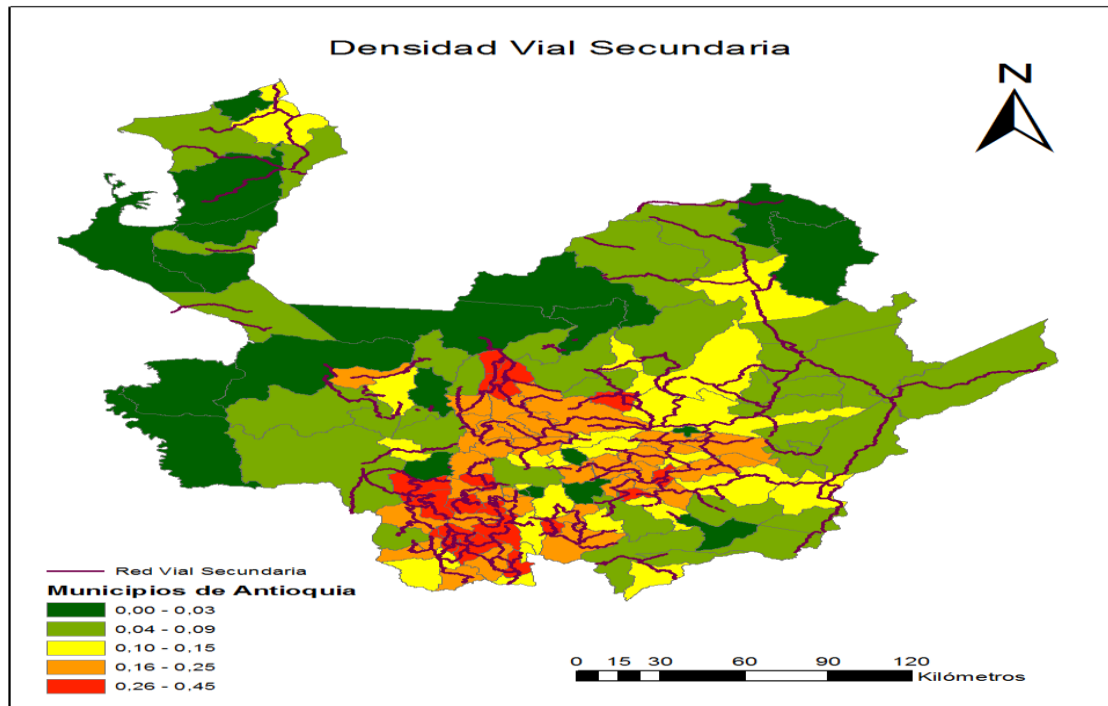 Densidad Vial Secundaria
N
Red Vial Secundaria
Municipios de Antioquia
0,00 - 0,03
0,04 - 0,09
0,10 - 0,15
0,16 - 0,25
0,26 - 0,45
0 15 30 60 90 120
Kilómetros